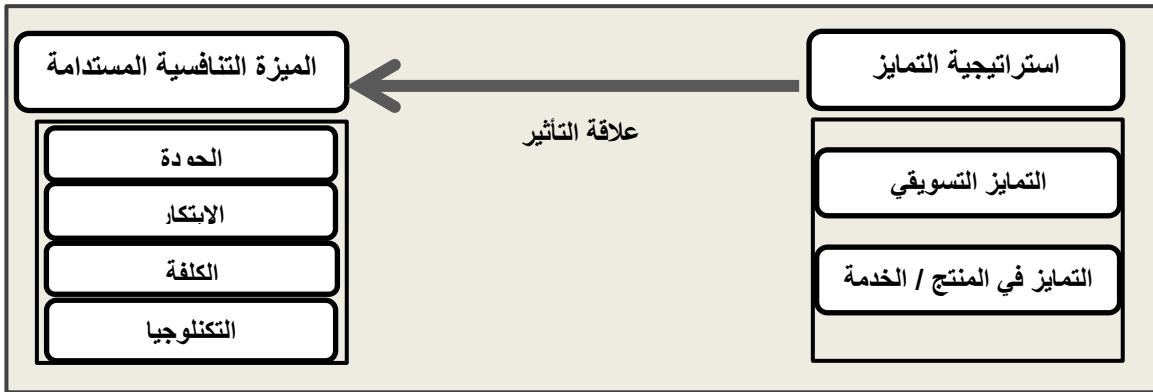 استراتيجية التمايز
التمايز التسويقي
التمايز في المنتج / الخدمة
علاقة التأثير
الميزة التنافسية المستدامة
الجودة
الابتكار
الكلفة
التكنلوجيا